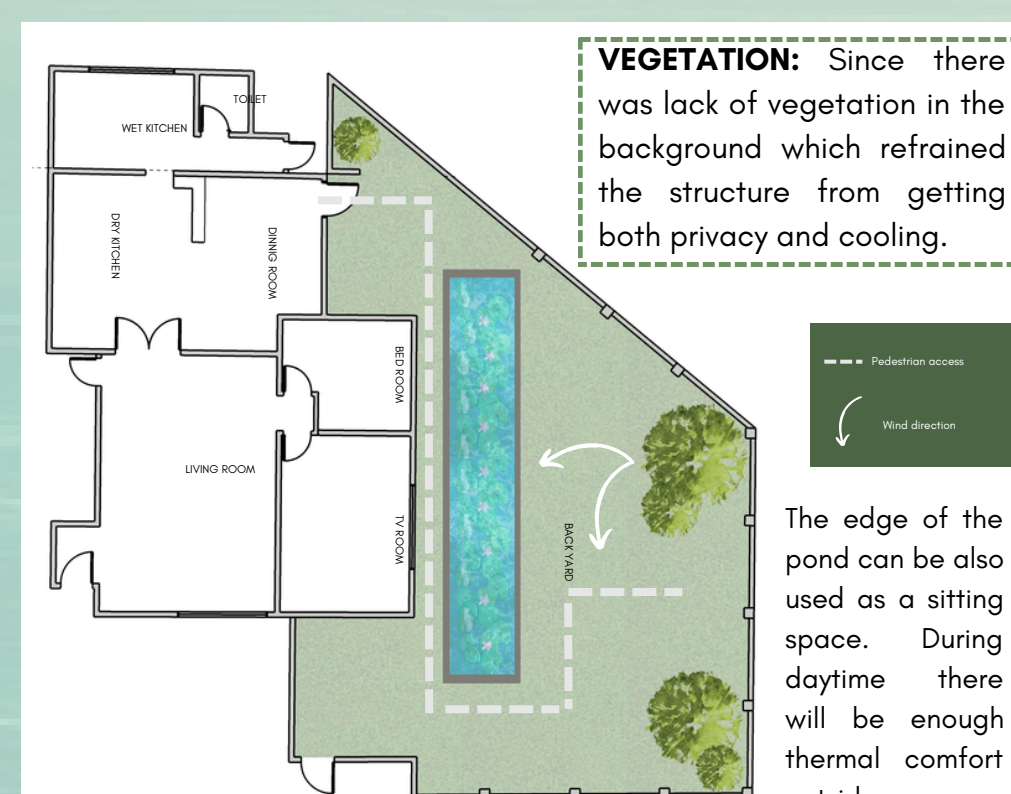 VEGETATION: Since there
was lack of vegetation in the
background which refrained
the structure from getting
both privacy and cooling.
TOILET
WET KITCHEN
DRY KITCHEN
DINNING ROOM
BED ROOM
LIVING ROOM
TV ROOM
BACK YARD
Pedestrian access
Wind direction
The edge of the
pond can be also
used as a sitting
space. During
daytime there
will be enough
thermal comfort